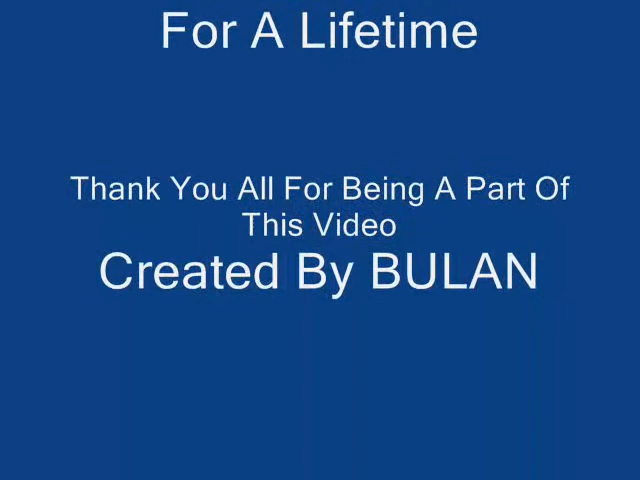 For A Lifetime
Thank You All For Being A Part Of
This Video
Created By BULAN